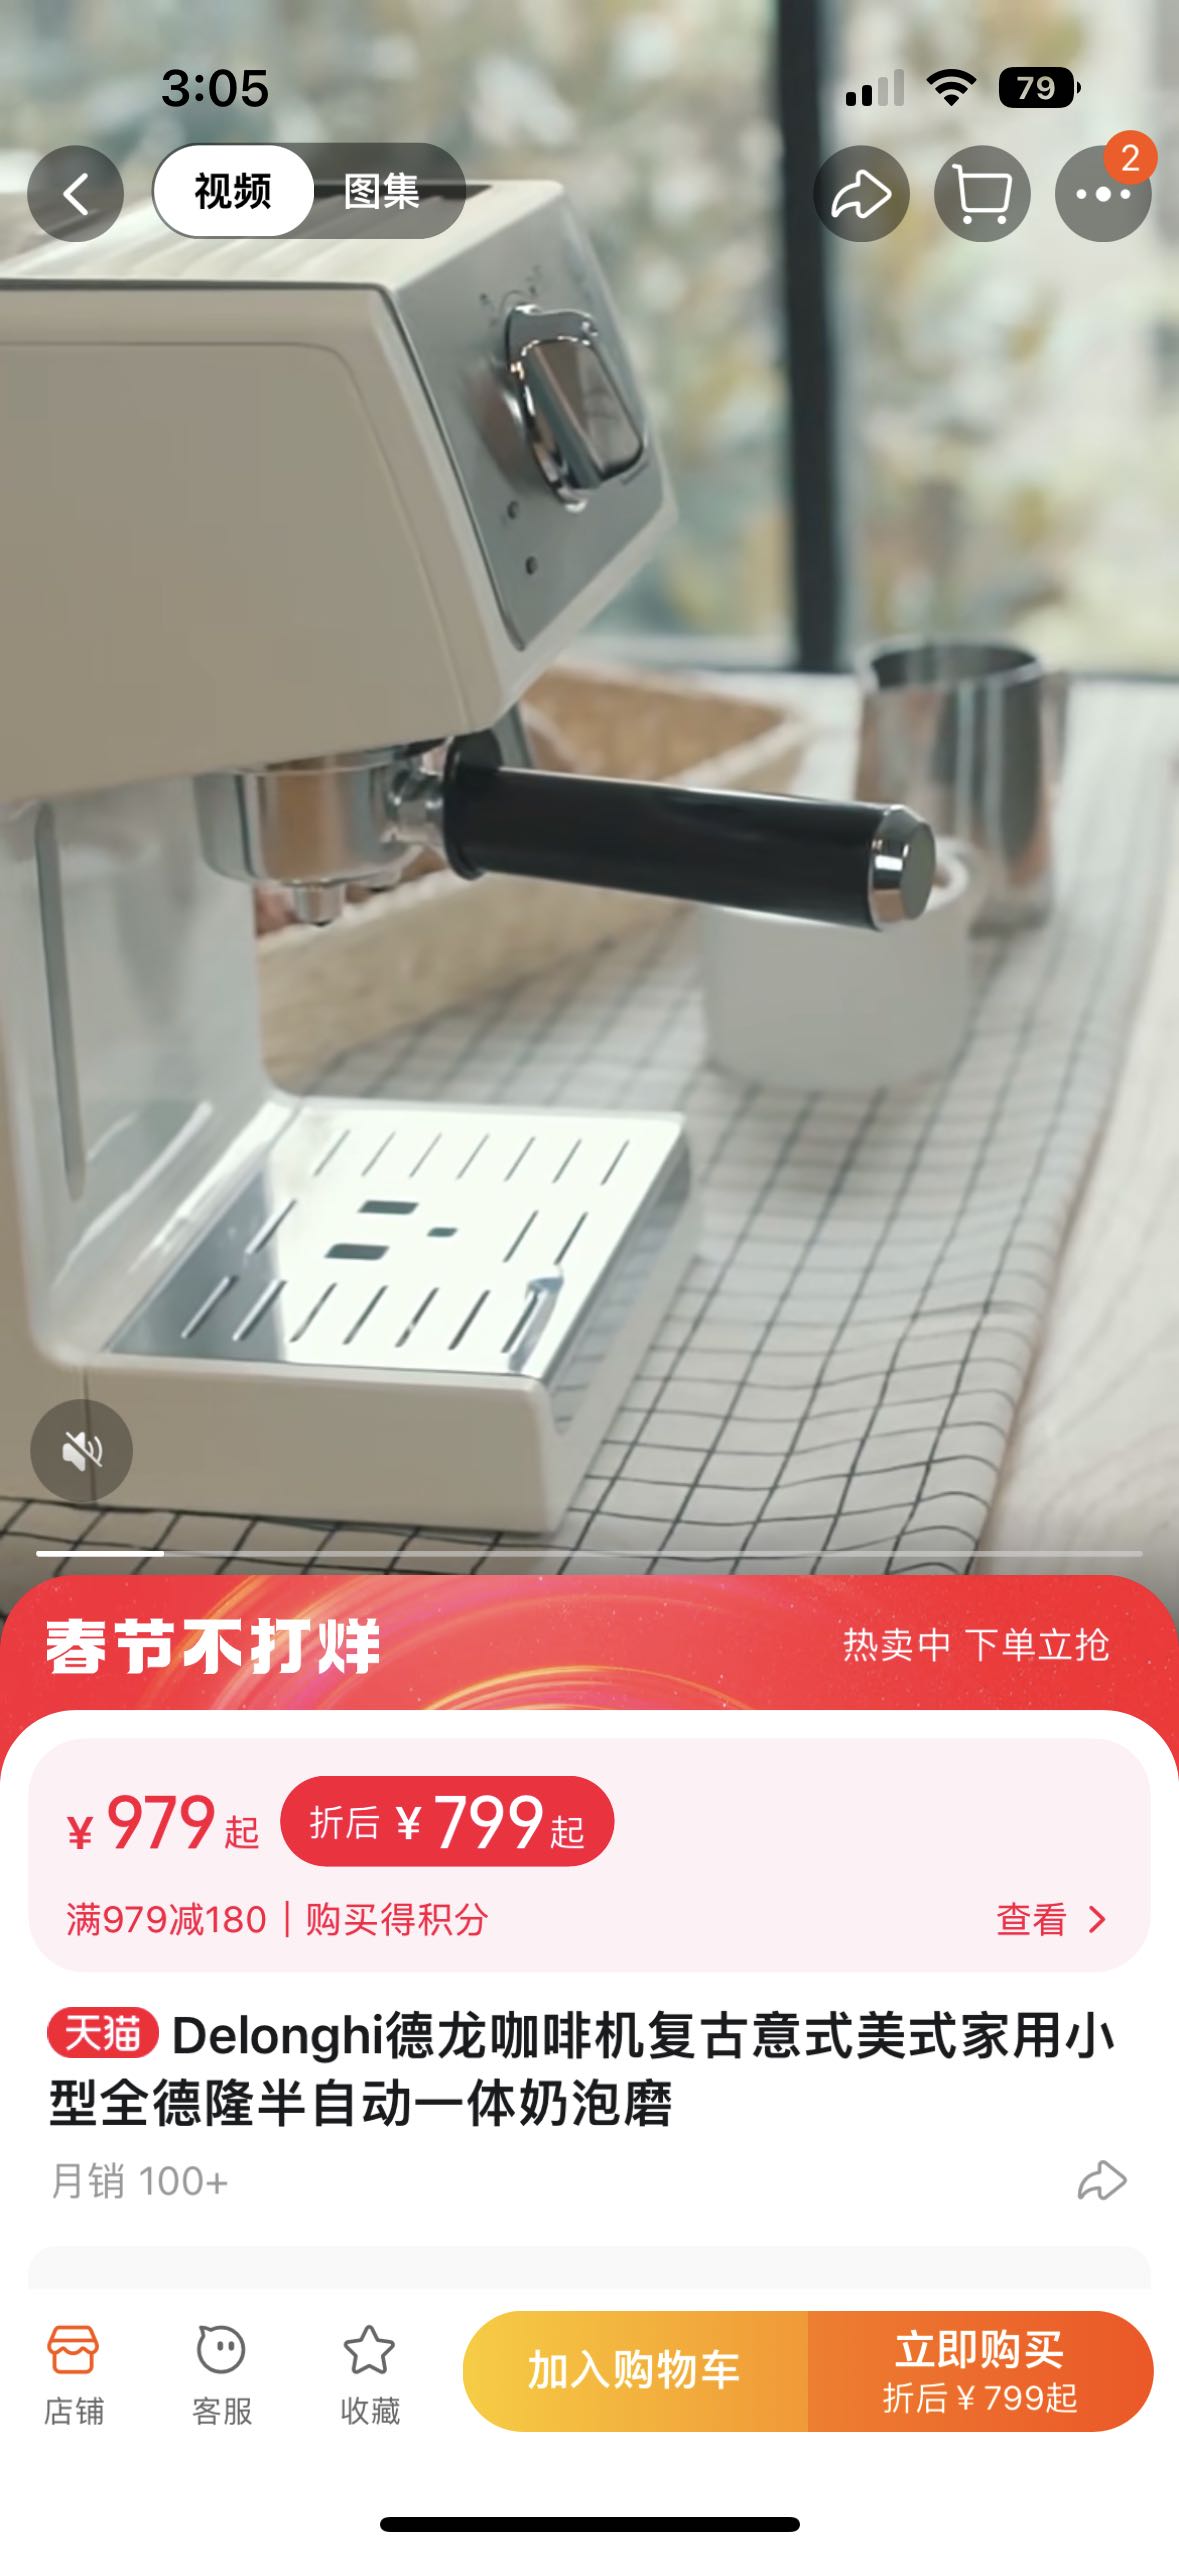 3:05
79
视频 图集
2
春节不打烊
热卖中 下单立抢
¥ 979起 折后 ¥ 799起
满979减180 | 购买得积分 查看 >
天猫 Delonghi德龙咖啡机复古意式美式家用小
型全德隆半自动一体奶泡磨
月销 100+
店铺 客服 收藏
加入购物车
立即购买
折后 ¥ 799起